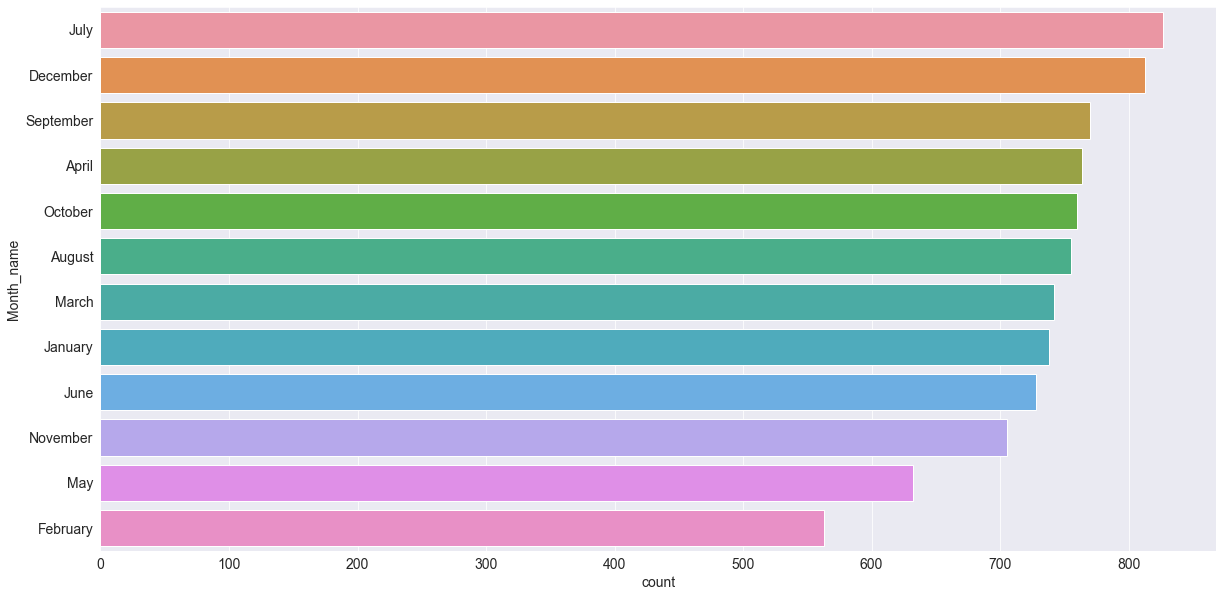 July
December
September
April
October
August
March
January
June
November
May
February
Month_name
0 100 200 300 400 500 600 700 800
count